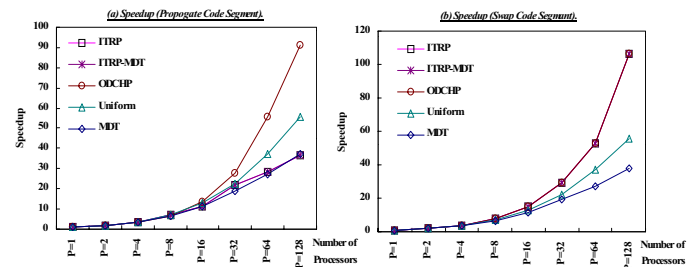 (a) Speedup (Propogate Code Segment).
100
90
80
70
60
50
40
30
20
10
0
Speedup
ITRP
ITRP-MDT
ODCHP
Uniform
MDT
P=1
P=2
P=4
P=8
P=16
P=32
P=64
P=128
Number of
Processors
(b) Speedup (Swap Code Segment).
120
100
80
60
40
20
0
Speedup
ITRP
ITRP-MDT
ODCHP
Uniform
MDT
P=1
P=2
P=4
P=8
P=16
P=32
P=64
P=128
Number of
Processors